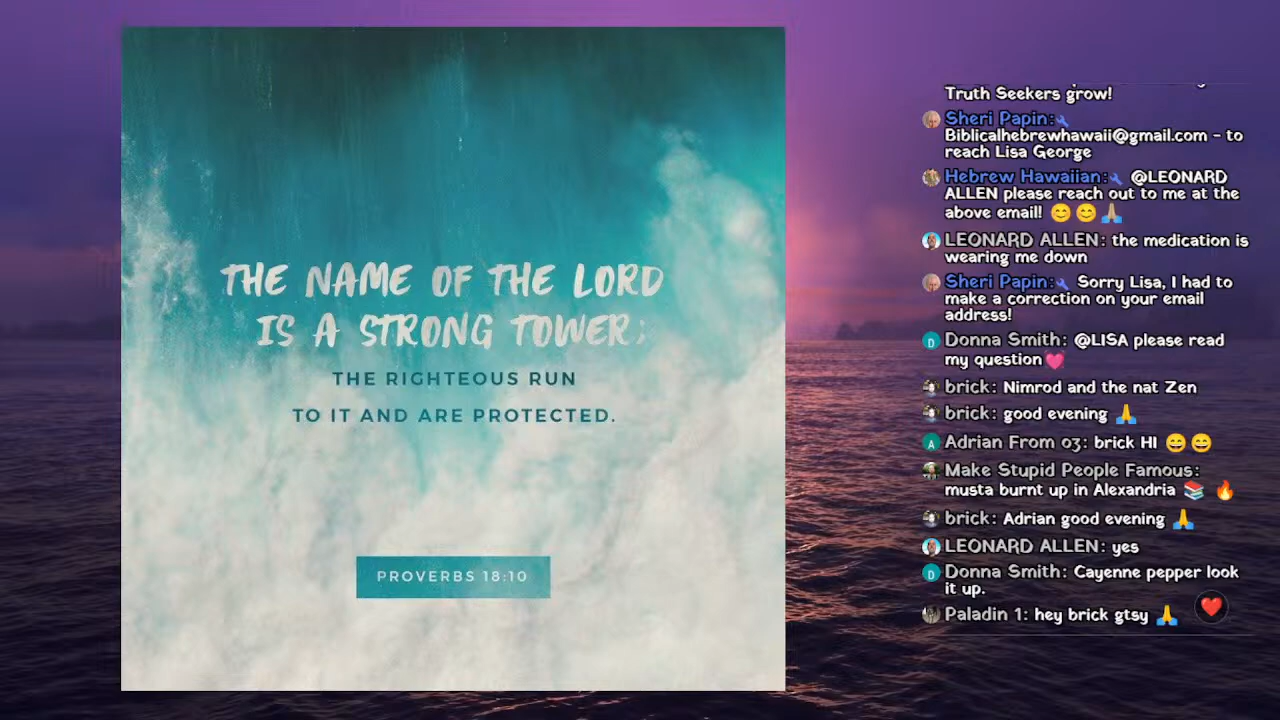 THE NAME OF THE LORD
IS A STRONG TOWER;
THE RIGHTEOUS RUN
TO IT AND ARE PROTECTED.
PROVERBS 18:10
Truth Seekers grow!
Sheri Papin:
Biblicalhebrewhawaii@gmail.com - to
reach Lisa George
Hebrew Hawaiian: @LEONARD
ALLEN please reach out to me at the
above email! 😊😊🙏🏼
LEONARD ALLEN: the medication is
wearing me down
Sheri Papin: Sorry Lisa, I had to
make a correction on your email
address!
D Donna Smith: @LISA please read
my question💓
brick: Nimrod and the nat Zen
brick: good evening 🙏
A Adrian From 03: brick HI 😄😄
Make Stupid People Famous:
musta burnt up in Alexandria 📚 🔥
brick: Adrian good evening 🙏
LEONARD ALLEN: yes
D Donna Smith: Cayenne pepper look
it up.
Paladin 1: hey brick gtsy 🙏